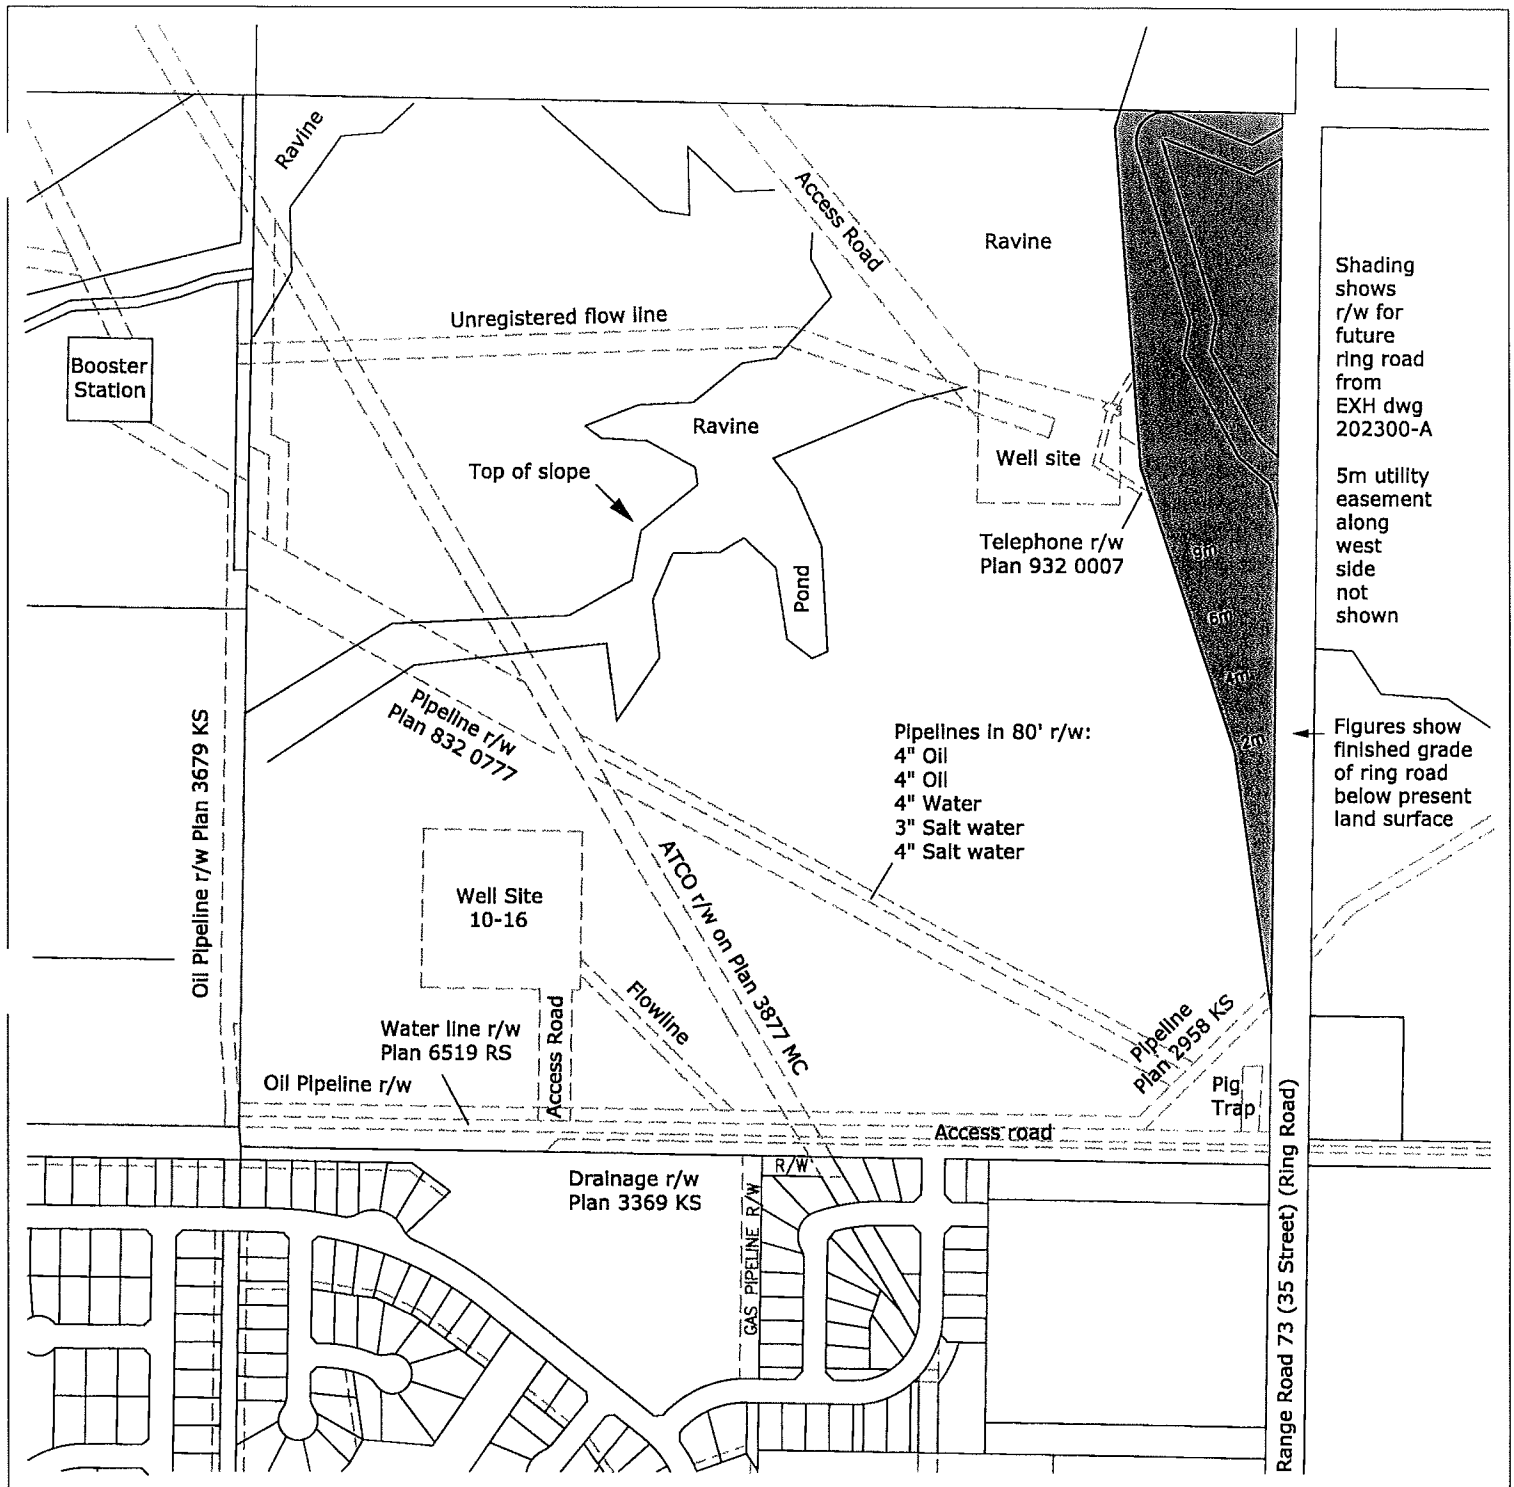 Ravine
Access Road
Ravine
Shading
shows
r/w for
future
ring road
from
EXH dwg
202300-A
5m utility
easement
along
west
side
not
shown
Unregistered flow line
Booster
Station
Ravine
Top of slope
Well site
Telephone r/w
Plan 932 0007
Pond
9m
6m
4m
2m
Figures show
finished grade
of ring road
below present
land surface
Pipeline r/w
Plan 832 0777
Oil Pipeline r/w Plan 3679 KS
Pipelines in 80' r/w:
4" Oil
4" Oil
4" Water
3" Salt water
4" Salt water
ATCO r/w on Plan 3877 MC
Well Site
10-16
Flowline
Access Road
Water line r/w
Plan 6519 RS
Oil Pipeline r/w
Pipeline
Plan 2958 KS
Pig
Trap
Access road
Drainage r/w
Plan 3369 KS
R/W
GAS PIPELINE R/W
Range Road 73 (35 Street) (Ring Road)